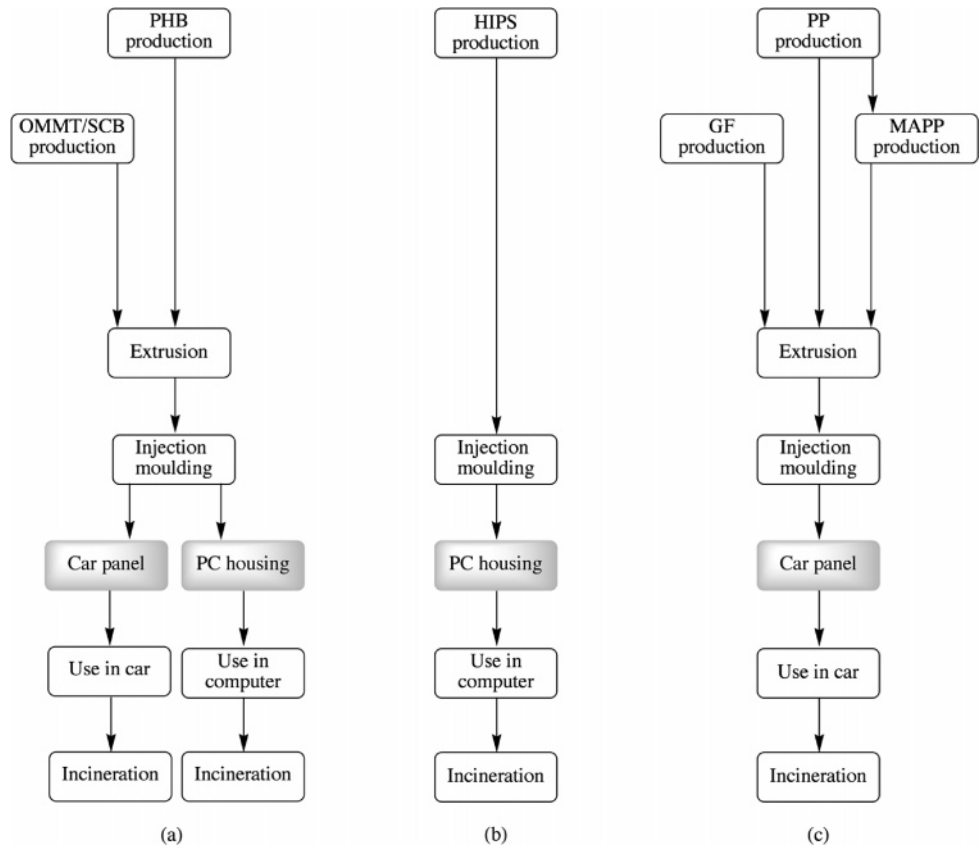 PHB
production
OMMT/SCB
production
Extrusion
Injection
moulding
Car panel
PC housing
Use in car
Use in
computer
Incineration
Incineration
(a)
HIPS
production
Injection
moulding
PC housing
Use in
computer
Incineration
(b)
PP
production
GF
production
MAPP
production
Extrusion
Injection
moulding
Car panel
Use in car
Incineration
(c)